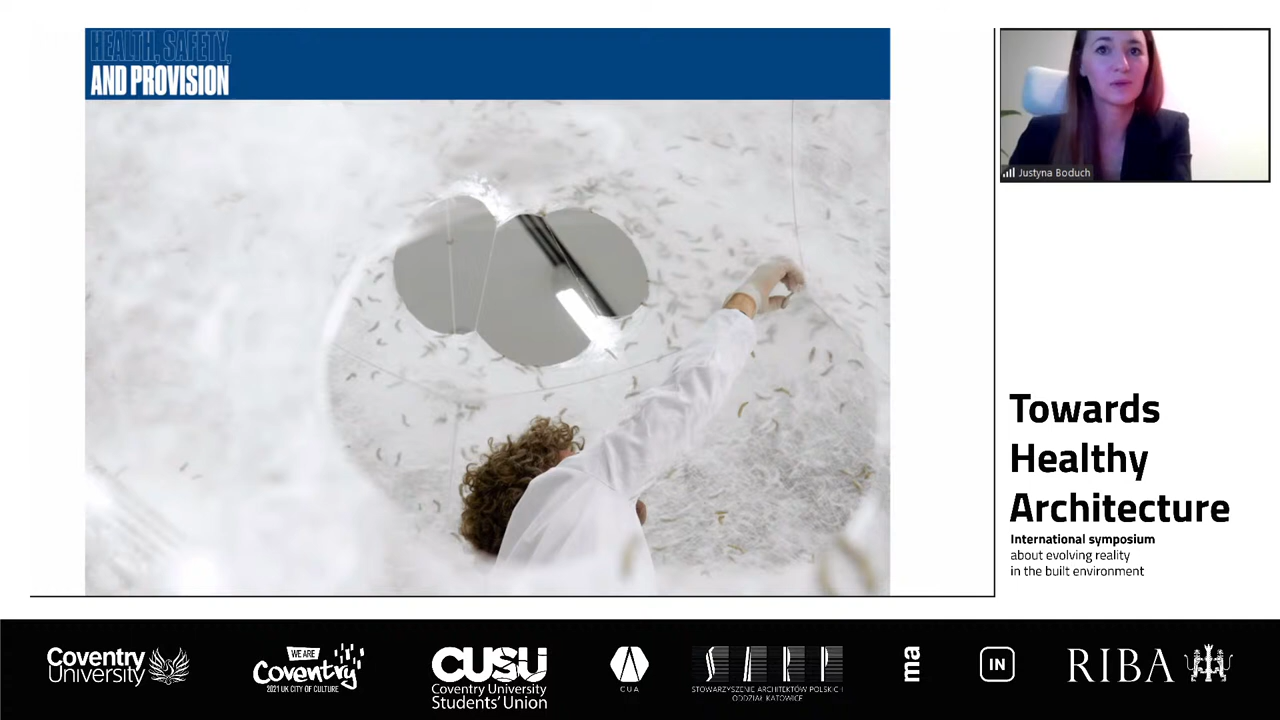 HEALTH, SAFETY,
AND PROVISION
Justyna Boduch
Towards
Healthy
Architecture
International symposium
about evolving reality
in the built environment
Coventry
University
WE ARE
Coventry
2021 UK CITY OF CULTURE
CUSU
Coventry University
Students' Union
CUA
SARP
STOWARZYSZENIE ARCHITEKTÓW POLSKICH
ODDZIAŁ KATOWICE
ma
IN
RIBA